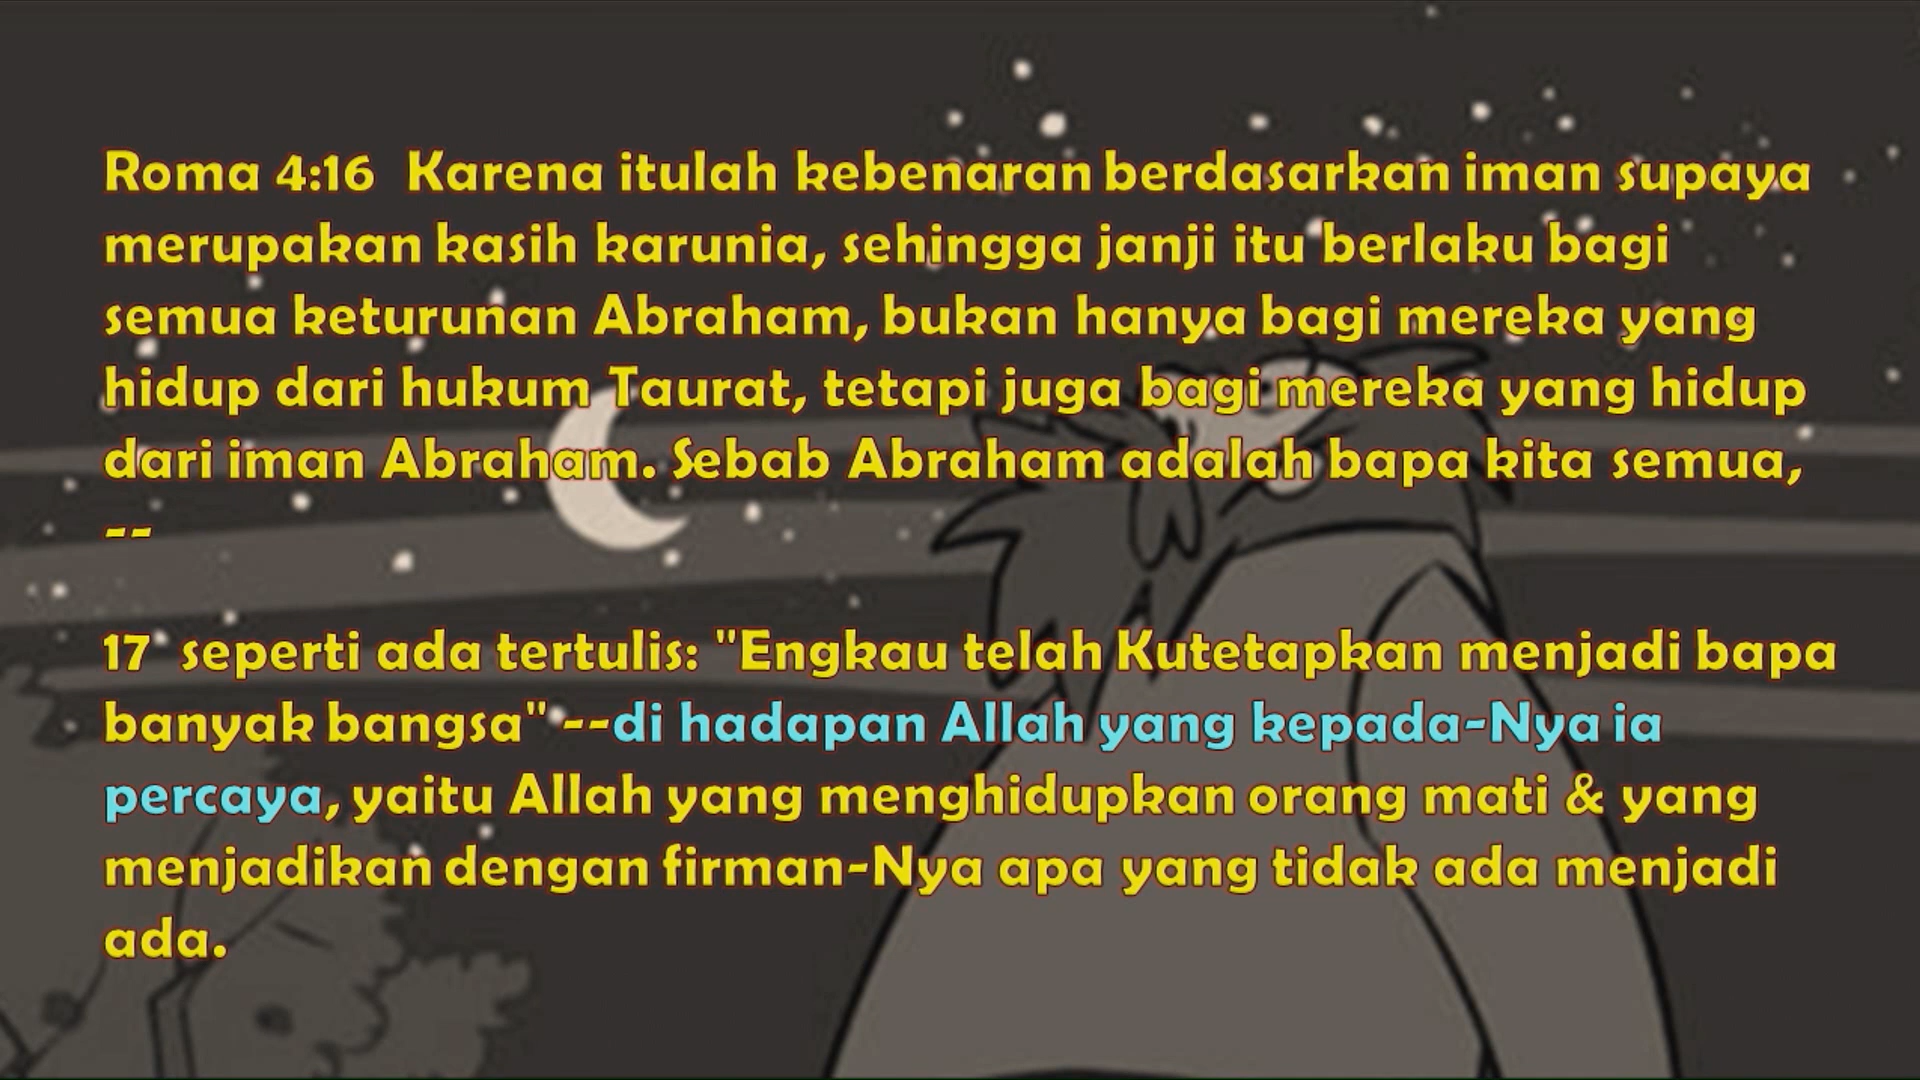 Roma 4:16  Karena itulah kebenaran berdasarkan iman supaya
merupakan kasih karunia, sehingga janji itu berlaku bagi
semua keturunan Abraham, bukan hanya bagi mereka yang
hidup dari hukum Taurat, tetapi juga bagi mereka yang hidup
dari iman Abraham. Sebab Abraham adalah bapa kita semua,
--
17  seperti ada tertulis: "Engkau telah Kutetapkan menjadi bapa
banyak bangsa" --di hadapan Allah yang kepada-Nya ia
percaya, yaitu Allah yang menghidupkan orang mati & yang
menjadikan dengan firman-Nya apa yang tidak ada menjadi
ada.